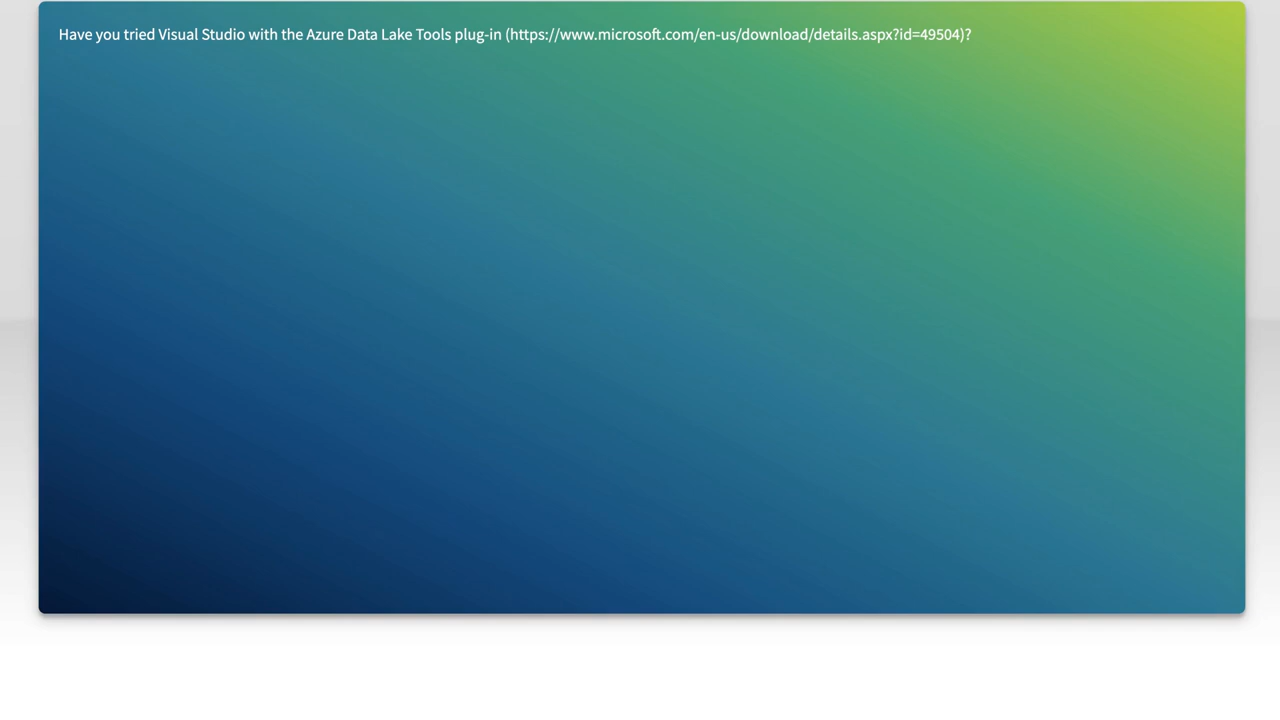 Have you tried Visual Studio with the Azure Data Lake Tools plug-in (https://www.microsoft.com/en-us/download/details.aspx?id=49504)?